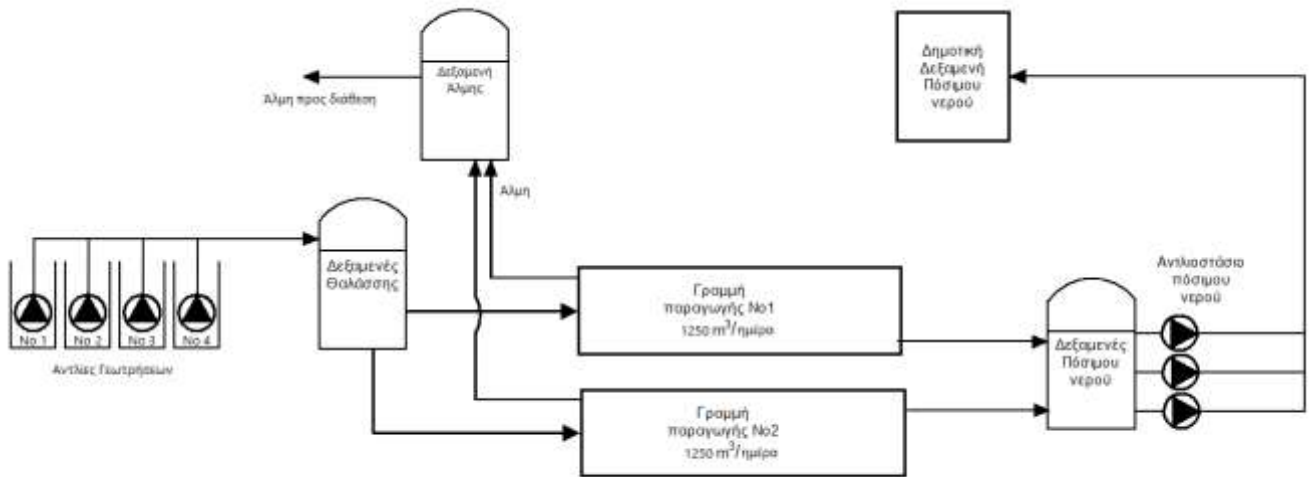 Δεξαμενή
Άλμης
Άλμη προς διάθεση
Δημοτική
Δεξαμενή
Πόσιμου
νερού
Άλμη
Δεξαμενές
Θαλάσσης
No 1
No 2
No 3
No 4
Αντλίες Γεωτρήσεων
Γραμμή
παραγωγής No1
1250 m³/ημέρα
Γραμμή
παραγωγής No2
1250 m³/ημέρα
Δεξαμενές
Πόσιμου
νερού
Αντλιοστάσιο
πόσιμου
νερού